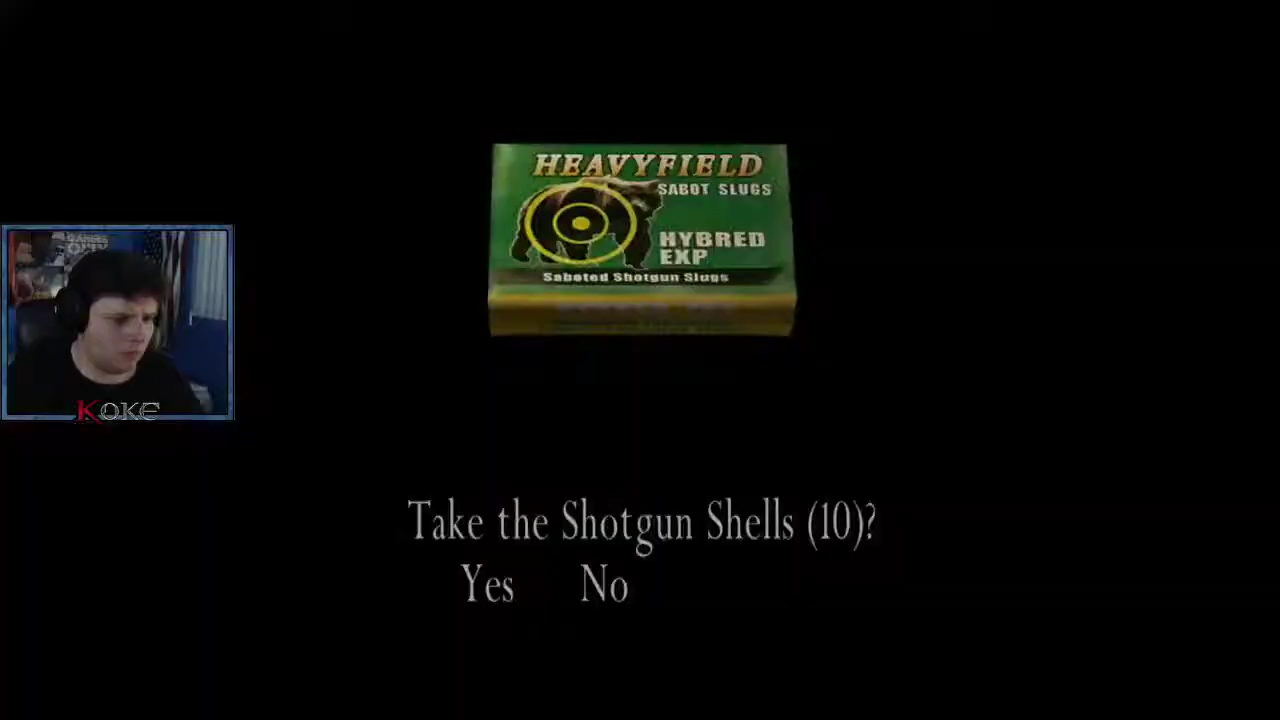 HEAVYFIELD
SABOT SLUGS
HYBRED
EXP
Saboted Shotgun Slugs
KOKE
Take the Shotgun Shells (10)?
Yes No